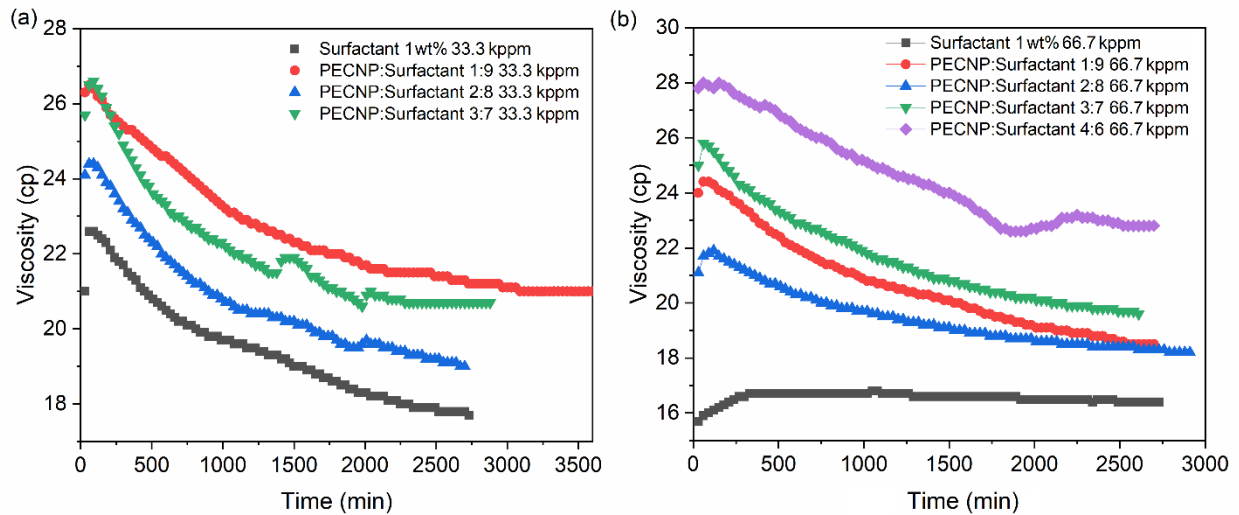 (a)
28
26
24
22
20
18
Viscosity (cp)
Surfactant 1wt% 33.3 kppm
PECNP:Surfactant 1:9 33.3 kppm
PECNP:Surfactant 2:8 33.3 kppm
PECNP:Surfactant 3:7 33.3 kppm
0 500 1000 1500 2000 2500 3000 3500
Time (min)
(b)
30
28
26
24
22
20
18
16
Viscosity (cp)
Surfactant 1wt% 66.7 kppm
PECNP:Surfactant 1:9 66.7 kppm
PECNP:Surfactant 2:8 66.7 kppm
PECNP:Surfactant 3:7 66.7 kppm
PECNP:Surfactant 4:6 66.7 kppm
0 500 1000 1500 2000 2500 3000
Time (min)